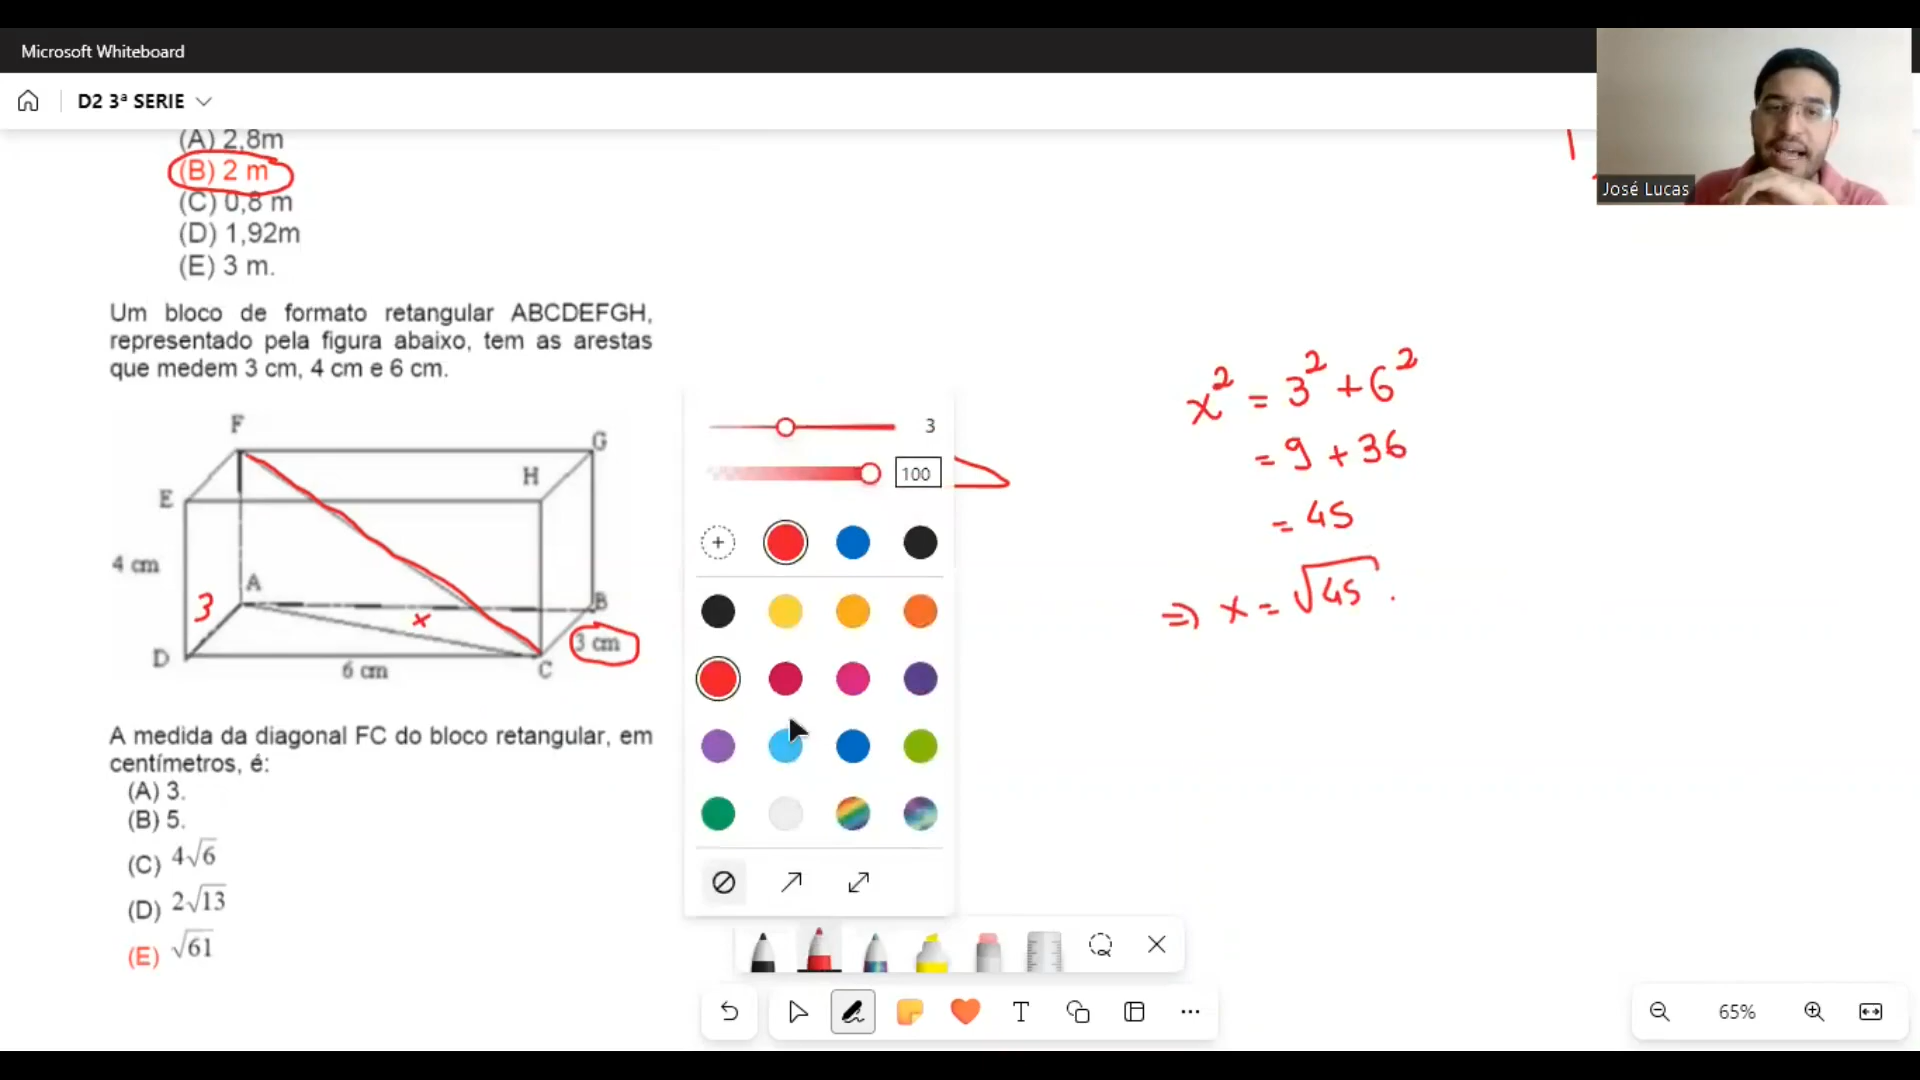 Microsoft Whiteboard
D2 3ª SERIE
José Lucas
(A) 2,8m
(B) 2 m
(C) 0,8 m
(D) 1,92m
(E) 3 m.
Um bloco de formato retangular ABCDEFGH,
representado pela figura abaixo, tem as arestas
que medem 3 cm, 4 cm e 6 cm.
F
G
H
E
4 cm
A
3
B
x
3 cm
D
6 cm
C
A medida da diagonal FC do bloco retangular, em
centímetros, é:
(A) 3.
(B) 5.
(C) 4√6
(D) 2√13
(E) √61
3
100
x² = 3² + 6²
= 9 + 36
= 45
⇒ x = √45 .
65%